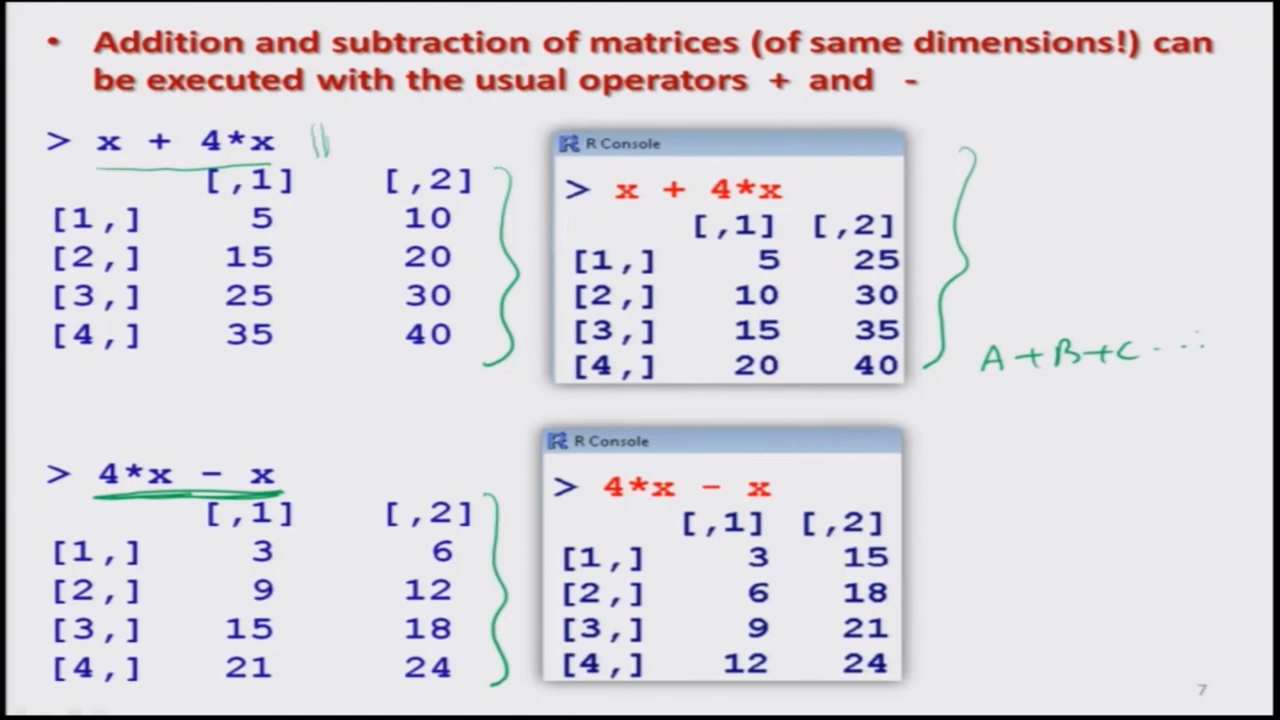 • Addition and subtraction of matrices (of same dimensions!) can
be executed with the usual operators + and -
> x + 4*x
[,1] [,2]
[1,] 5 10
[2,] 15 20
[3,] 25 30
[4,] 35 40
R Console
> x + 4*x
[,1] [,2]
[1,] 5 25
[2,] 10 30
[3,] 15 35
[4,] 20 40
A+B+C...
> 4*x - x
[,1] [,2]
[1,] 3 6
[2,] 9 12
[3,] 15 18
[4,] 21 24
R Console
> 4*x - x
[,1] [,2]
[1,] 3 15
[2,] 6 18
[3,] 9 21
[4,] 12 24
7